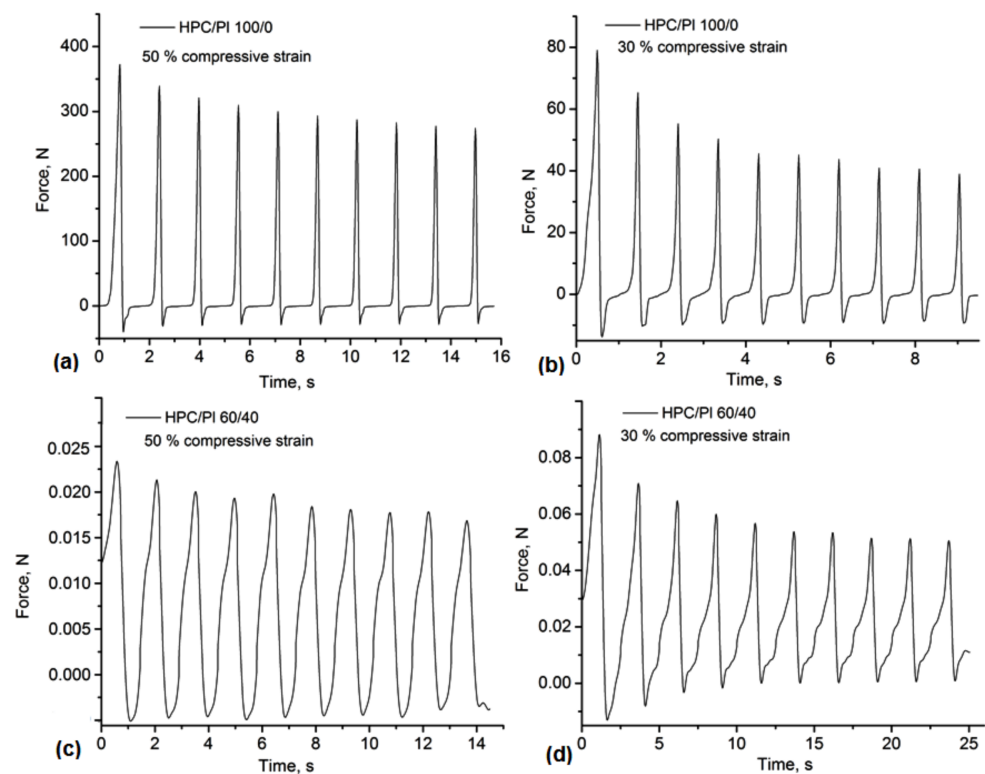 HPC/PI 100/0
50 % compressive strain
400
300
200
100
0
Force, N
0 2 4 6 8 10 12 14 16
Time, s
(a)
HPC/PI 100/0
30 % compressive strain
80
60
40
20
0
Force, N
0 2 4 6 8
Time, s
(b)
HPC/PI 60/40
50 % compressive strain
0.025
0.020
0.015
0.010
0.005
0.000
Force, N
0 2 4 6 8 10 12 14
Time, s
(c)
HPC/PI 60/40
30 % compressive strain
0.08
0.06
0.04
0.02
0.00
Force, N
0 5 10 15 20 25
Time, s
(d)